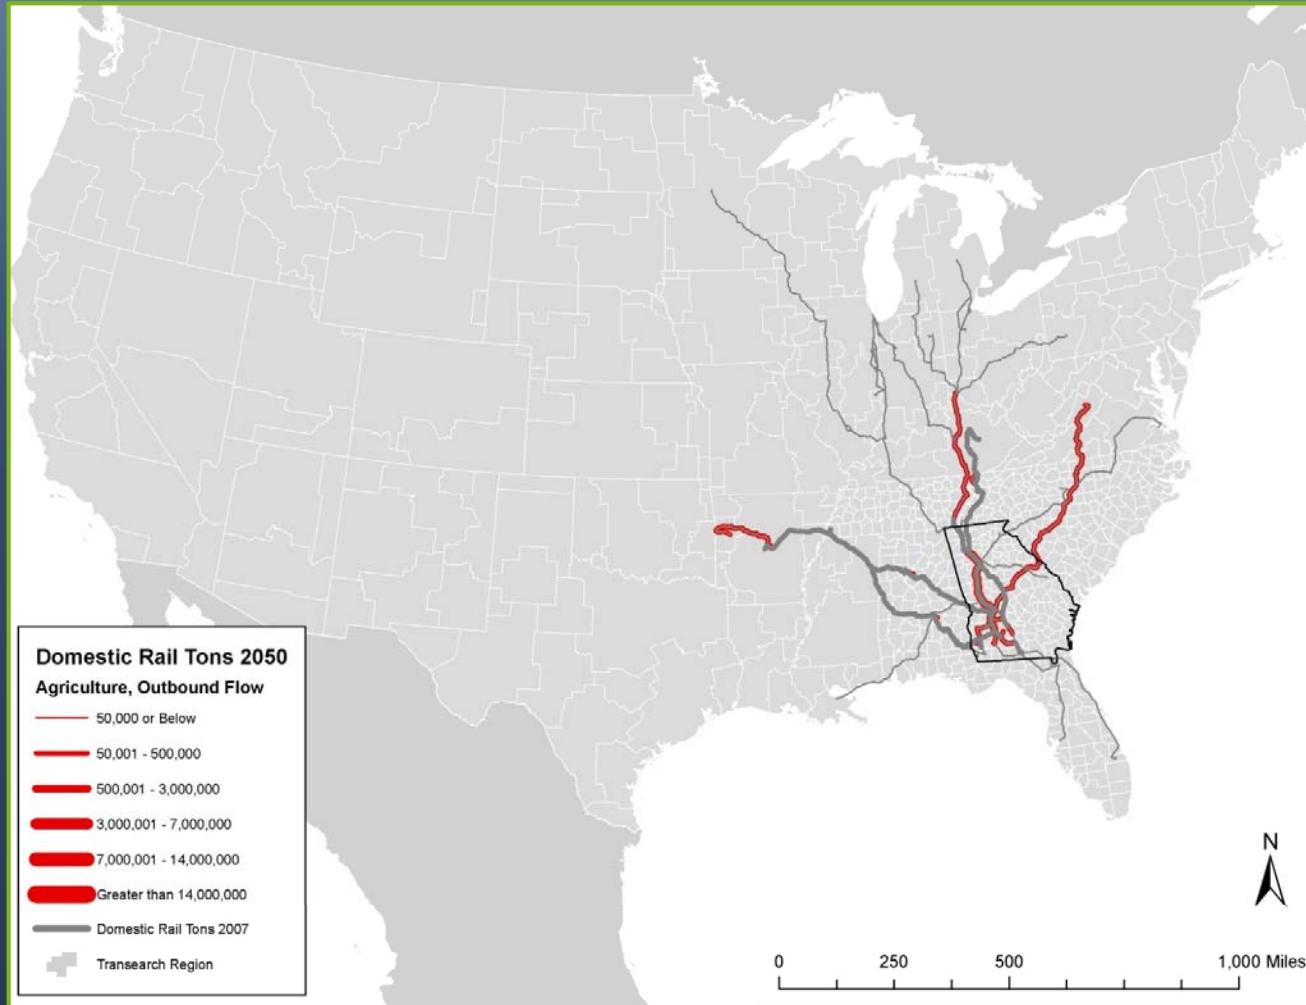 Domestic Rail Tons 2050
Agriculture, Outbound Flow
50,000 or Below
50,001 - 500,000
500,001 - 3,000,000
3,000,001 - 7,000,000
7,000,001 - 14,000,000
Greater than 14,000,000
Domestic Rail Tons 2007
Transearch Region
N
0 250 500 1,000 Miles